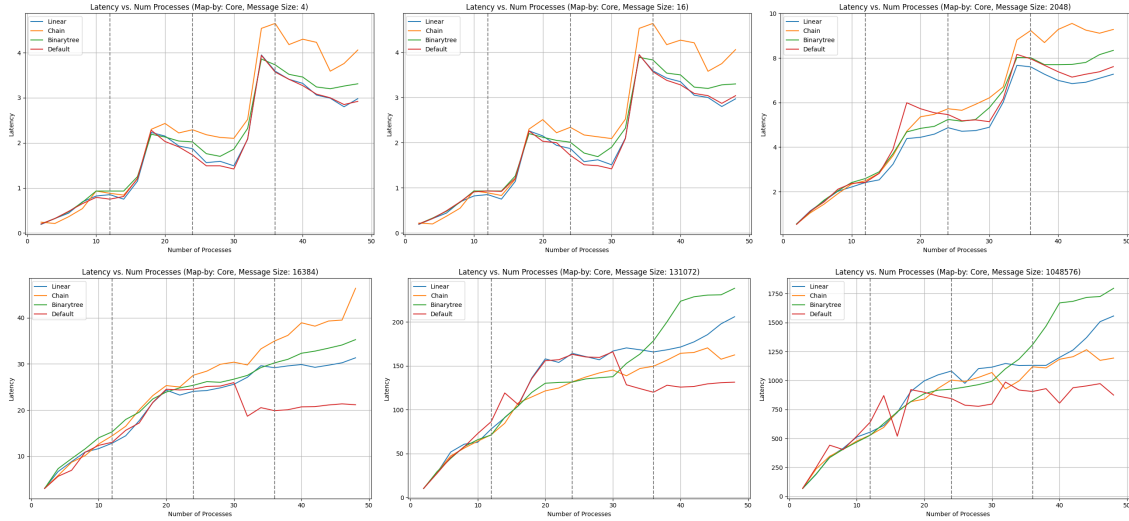 Latency vs. Num Processes (Map-by: Core, Message Size: 4)
Linear
Chain
Binarytree
Default
Latency
4
3
2
1
0
0
10
20
30
40
50
Number of Processes
Latency vs. Num Processes (Map-by: Core, Message Size: 16)
Linear
Chain
Binarytree
Default
Latency
4
3
2
1
0
0
10
20
30
40
50
Number of Processes
Latency vs. Num Processes (Map-by: Core, Message Size: 2048)
Linear
Chain
Binarytree
Default
Latency
10
8
6
4
2
0
10
20
30
40
50
Number of Processes
Latency vs. Num Processes (Map-by: Core, Message Size: 16384)
Linear
Chain
Binarytree
Default
Latency
40
30
20
10
0
10
20
30
40
50
Number of Processes
Latency vs. Num Processes (Map-by: Core, Message Size: 131072)
Linear
Chain
Binarytree
Default
Latency
200
150
100
50
0
0
10
20
30
40
50
Number of Processes
Latency vs. Num Processes (Map-by: Core, Message Size: 1048576)
Linear
Chain
Binarytree
Default
Latency
1750
1500
1250
1000
750
500
250
0
0
10
20
30
40
50
Number of Processes